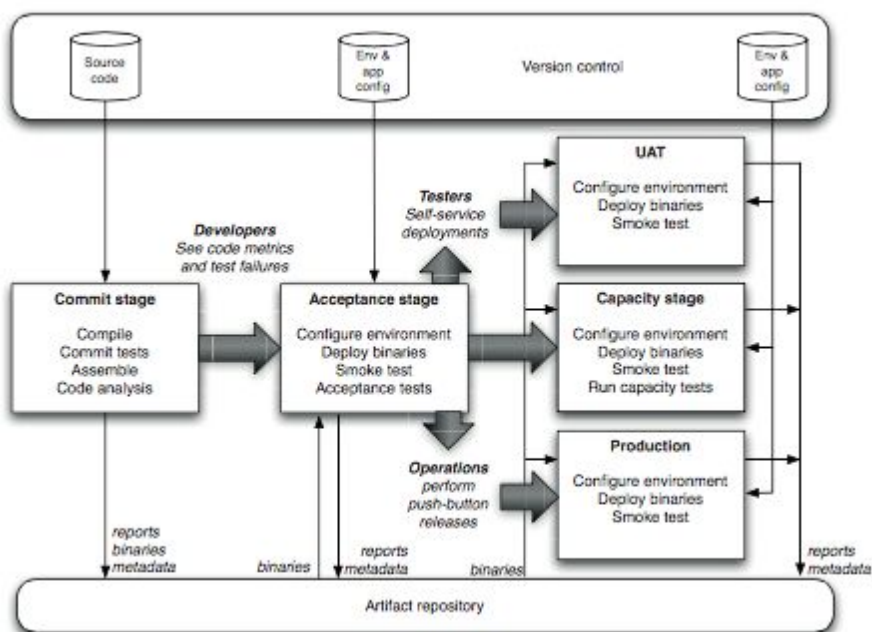 Source
code
Env &
app
config
Version control
Env &
app
config
Developers
See code metrics
and test failures
Testers
Self-service
deployments
UAT
Configure environment
Deploy binaries
Smoke test
Commit stage
Compile
Commit tests
Assemble
Code analysis
Acceptance stage
Configure environment
Deploy binaries
Smoke test
Acceptance tests
Capacity stage
Configure environment
Deploy binaries
Smoke test
Run capacity tests
Operations
perform
push-button
releases
Production
Configure environment
Deploy binaries
Smoke test
reports
binaries
metadata
binaries
reports
metadata
binaries
reports
metadata
Artifact repository